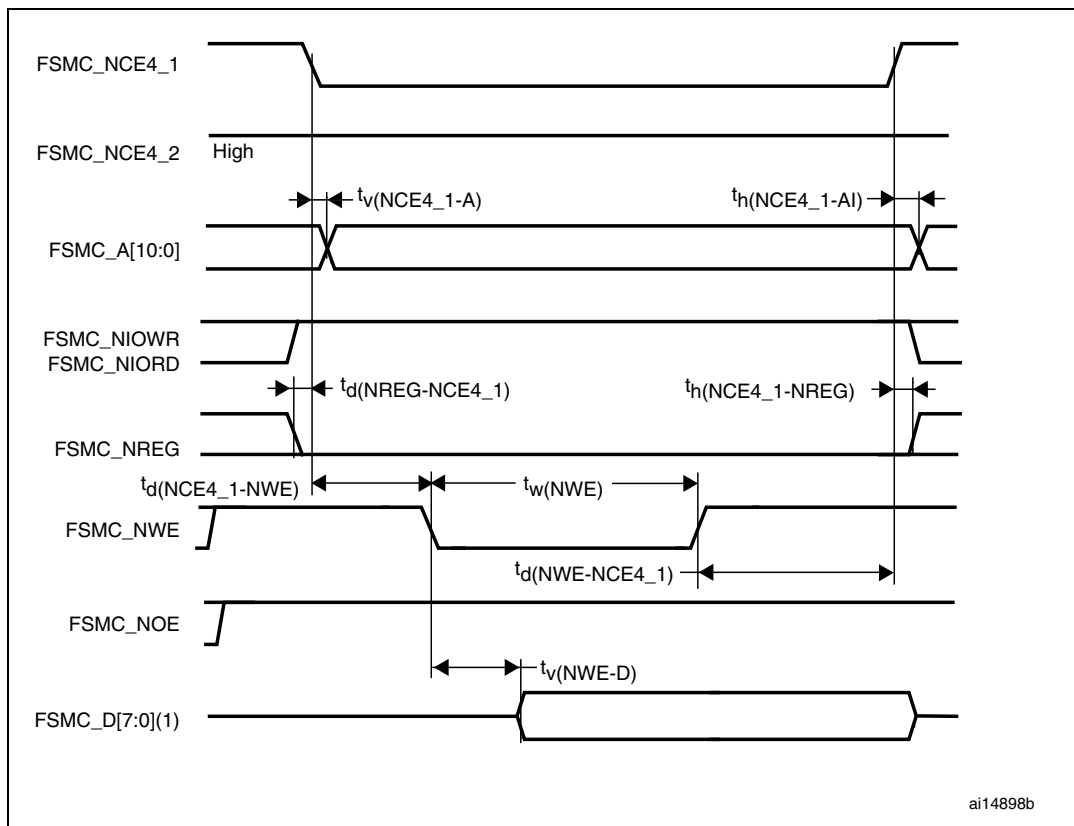 FSMC_NCE4_1
FSMC_NCE4_2
High
tv(NCE4_1-A)
th(NCE4_1-AI)
FSMC_A[10:0]
FSMC_NIOWR
FSMC_NIORD
td(NREG-NCE4_1)
th(NCE4_1-NREG)
FSMC_NREG
td(NCE4_1-NWE)
tw(NWE)
FSMC_NWE
td(NWE-NCE4_1)
FSMC_NOE
tv(NWE-D)
FSMC_D[7:0](1)
ai14898b